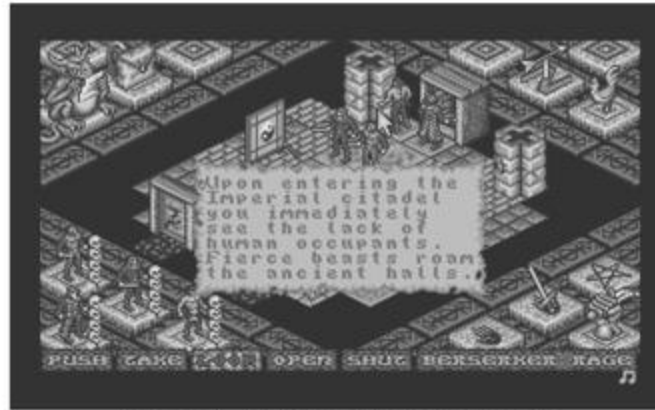 Upon entering the
Imperial citadel
you immediately
see the lack of
human occupants.
Fierce beasts roam
the ancient halls.
PUSH TAKE LOOK OPEN SHUT BERSERKER RAGE